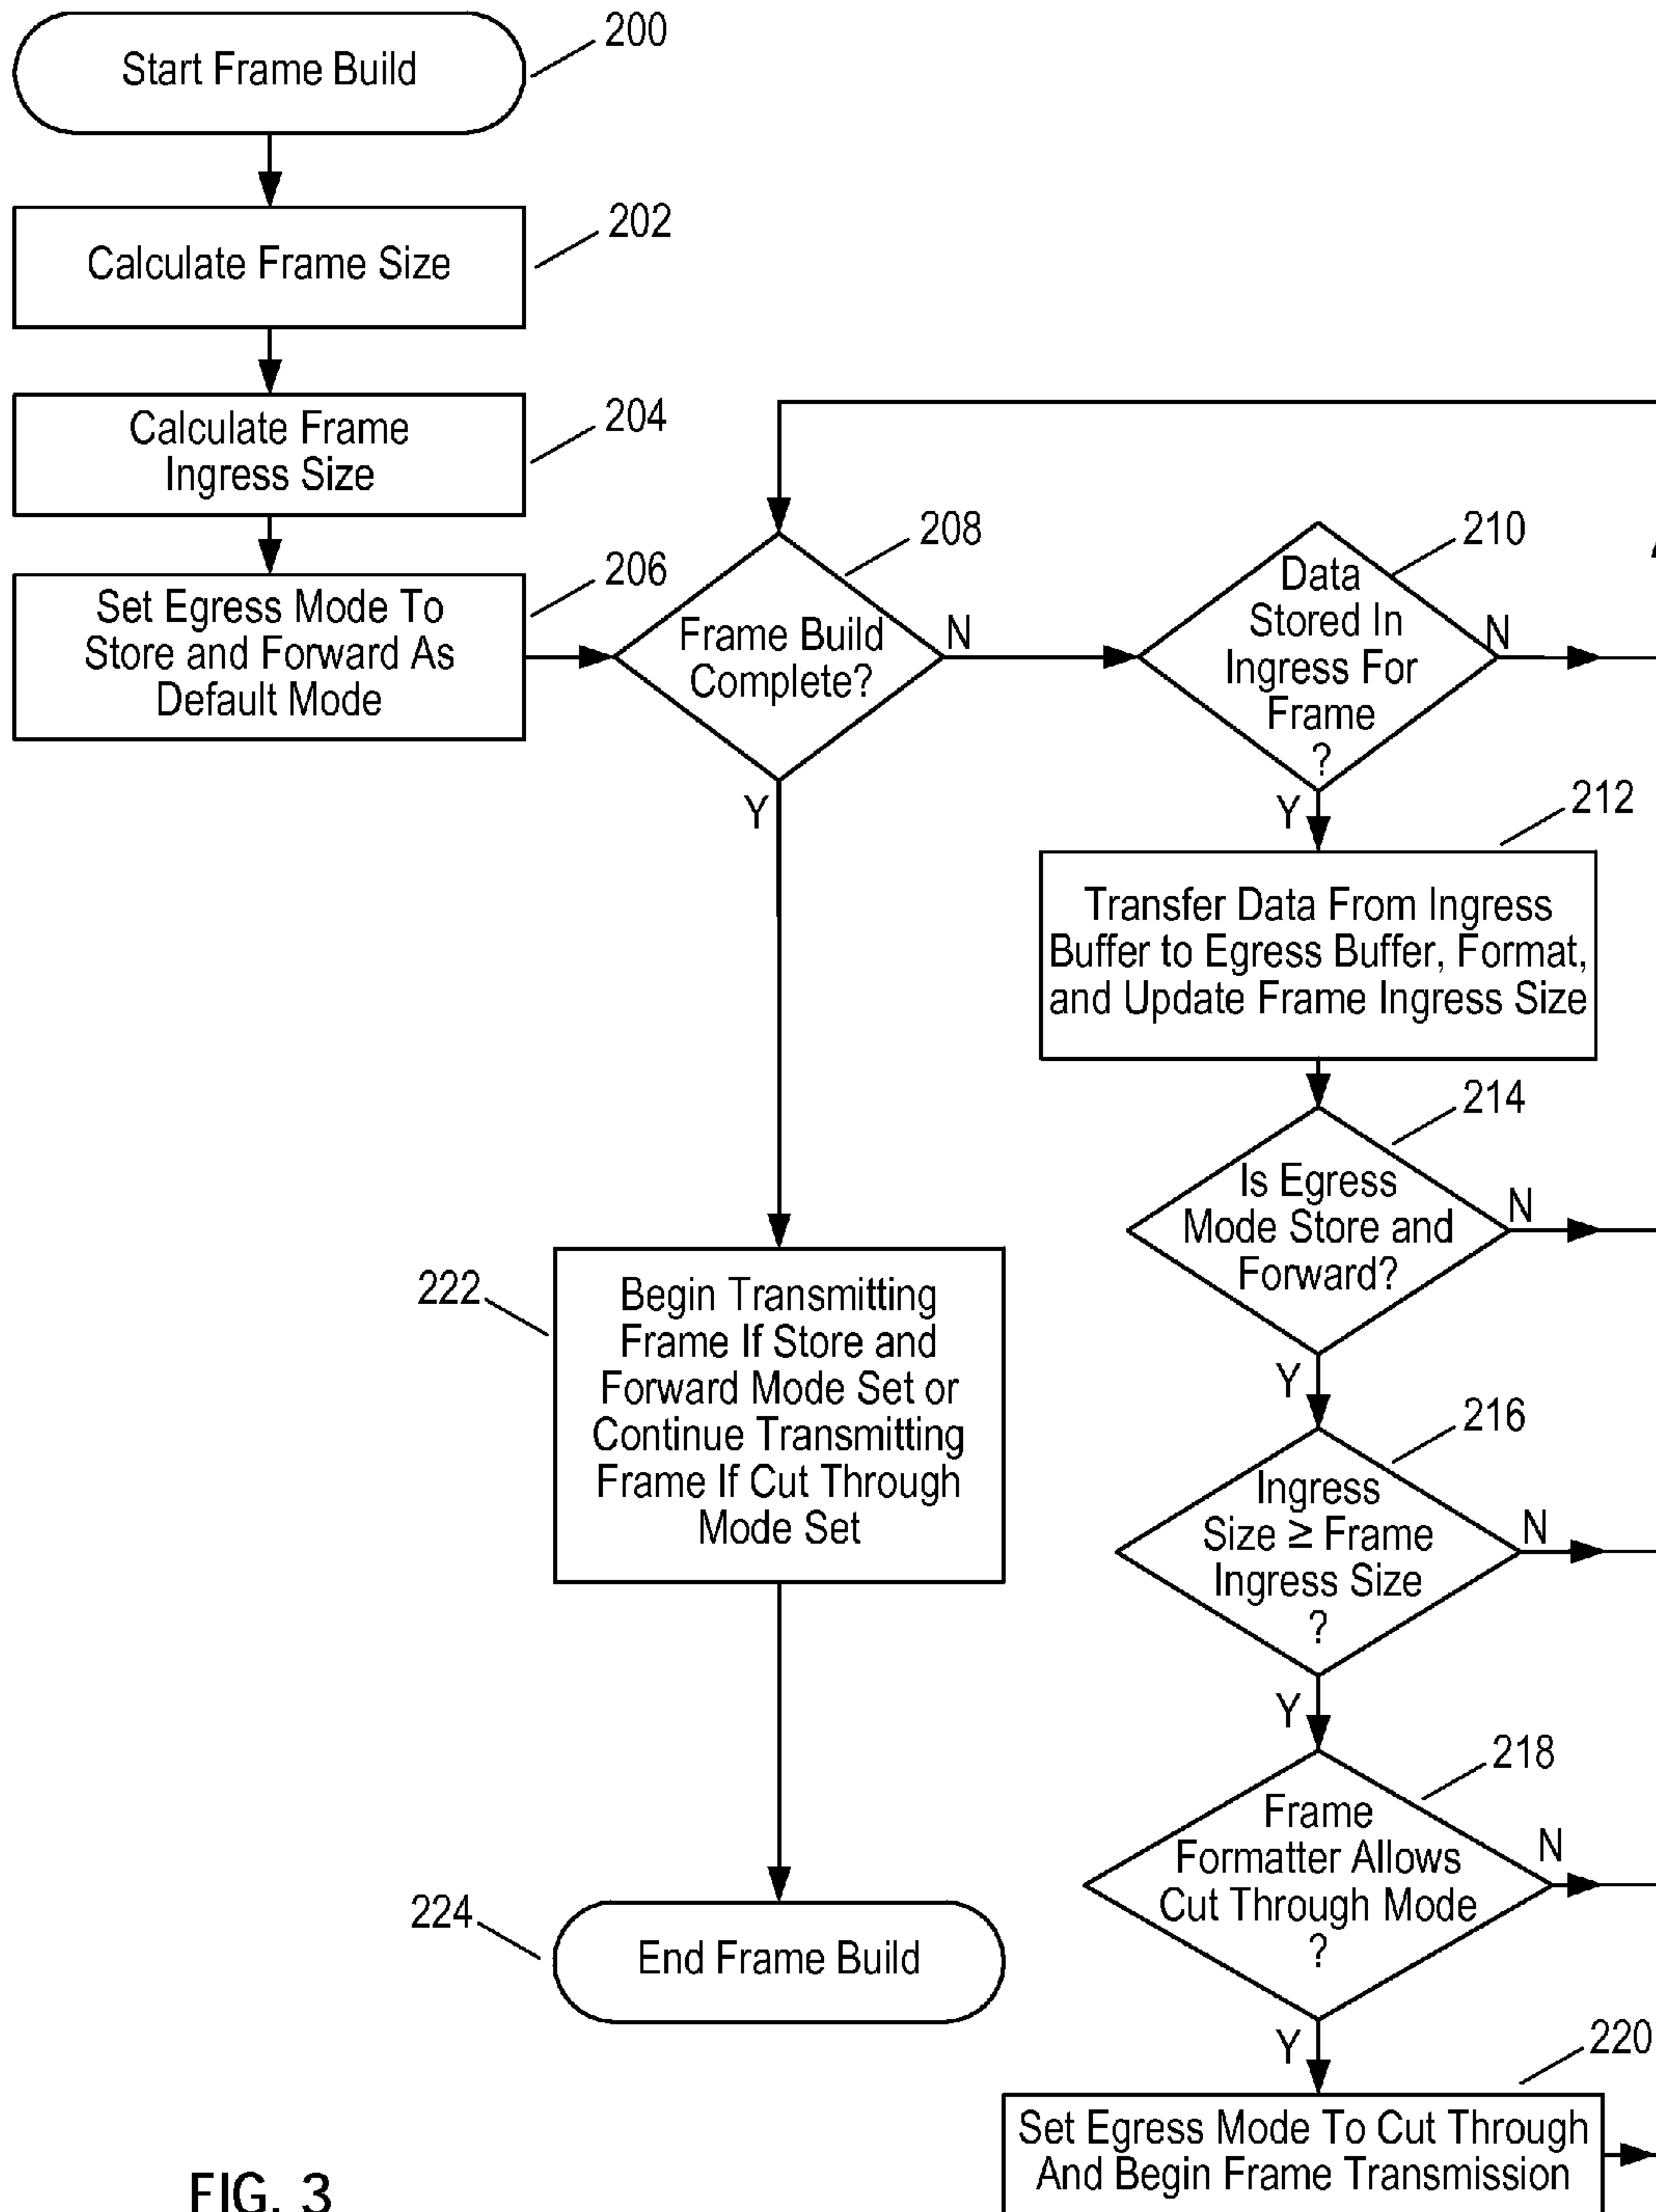 Start Frame Build
200
Calculate Frame Size
202
Calculate Frame
Ingress Size
204
Set Egress Mode To
Store and Forward As
Default Mode
206
Frame Build
Complete?
208
N
Y
Data
Stored In
Ingress For
Frame
?
210
N
Y
212
Transfer Data From Ingress
Buffer to Egress Buffer, Format,
and Update Frame Ingress Size
214
Is Egress
Mode Store and
Forward?
N
Y
216
Ingress
Size ≥ Frame
Ingress Size
?
N
Y
218
Frame
Formatter Allows
Cut Through Mode
?
N
Y
220
Set Egress Mode To Cut Through
And Begin Frame Transmission
222
Begin Transmitting
Frame If Store and
Forward Mode Set or
Continue Transmitting
Frame If Cut Through
Mode Set
224
End Frame Build
FIG. 3